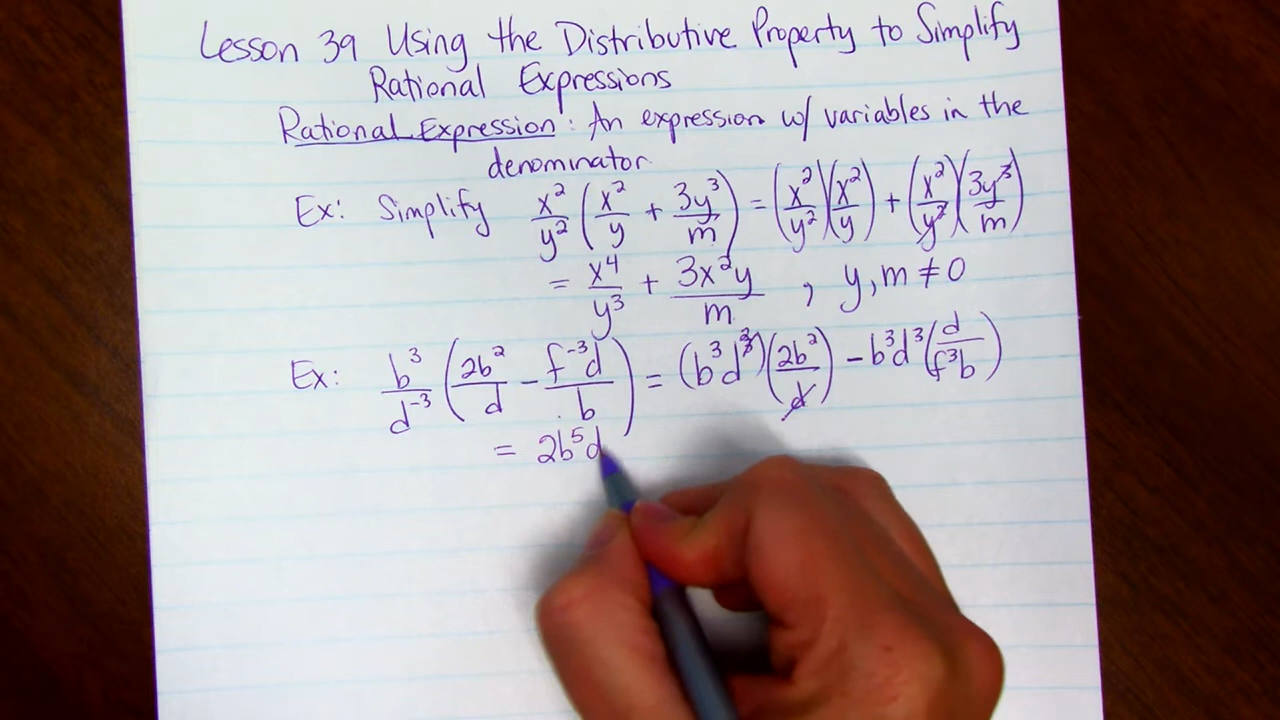 Lesson 39 Using the Distributive Property to Simplify
Rational Expressions
Rational Expression: An expression w/ variables in the
denominator.
Ex: Simplify x²/y² (x²/y + 3y³/m) = (x²/y²)(x²/y) + (x²/y²)(3y³/m)
= x⁴/y³ + 3x²y/m , y, m ≠ 0
Ex: b³/d⁻³ (2b²/d - f⁻³d/b) = (b³d³²)(2b²/d) - b³d³(d/f³b)
= 2b⁵d